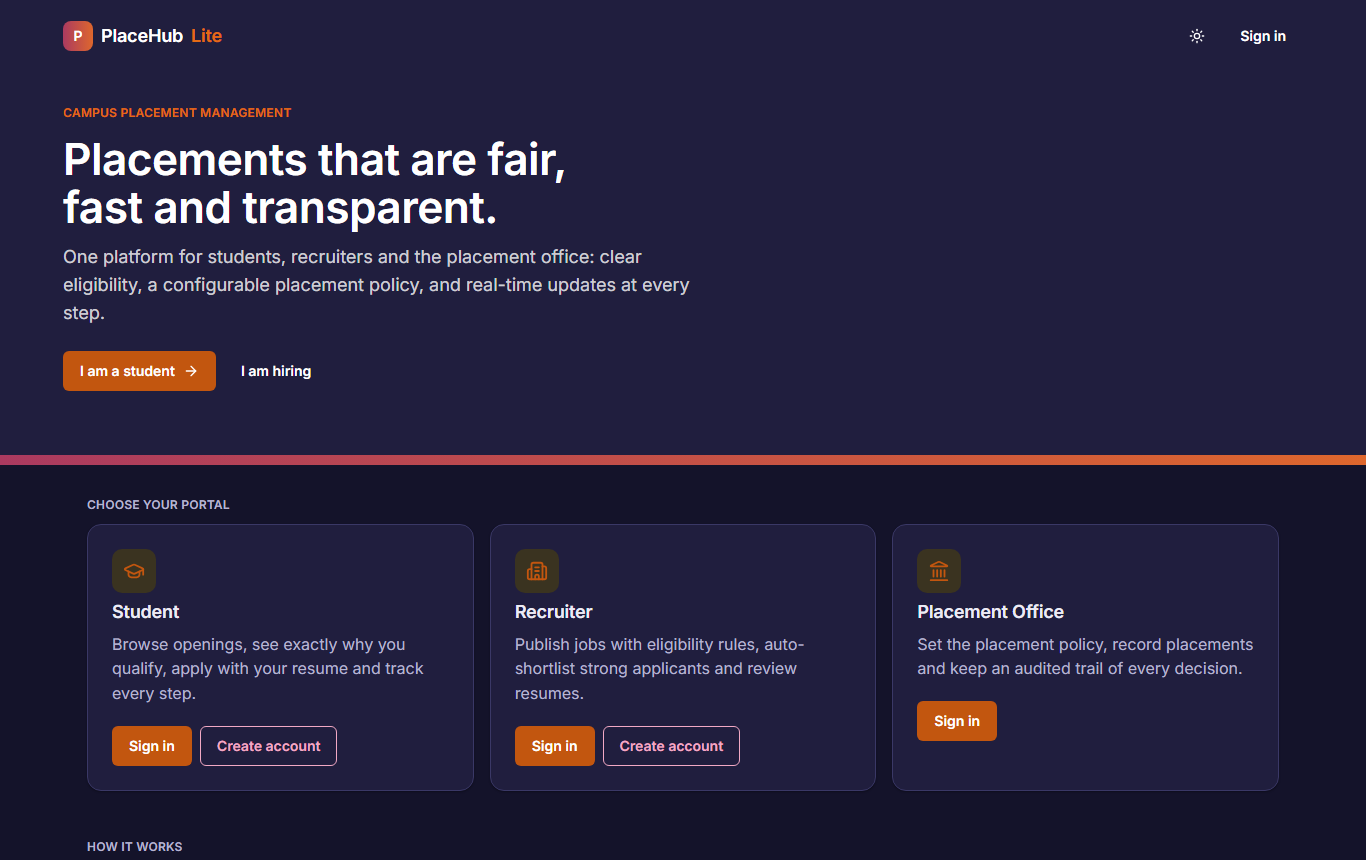 P PlaceHub Lite
Sign in
CAMPUS PLACEMENT MANAGEMENT
Placements that are fair,
fast and transparent.
One platform for students, recruiters and the placement office: clear
eligibility, a configurable placement policy, and real-time updates at every
step.
I am a student →
I am hiring
CHOOSE YOUR PORTAL
Student
Browse openings, see exactly why you
qualify, apply with your resume and track
every step.
Sign in
Create account
Recruiter
Publish jobs with eligibility rules, auto-
shortlist strong applicants and review
resumes.
Sign in
Create account
Placement Office
Set the placement policy, record placements
and keep an audited trail of every decision.
Sign in
HOW IT WORKS